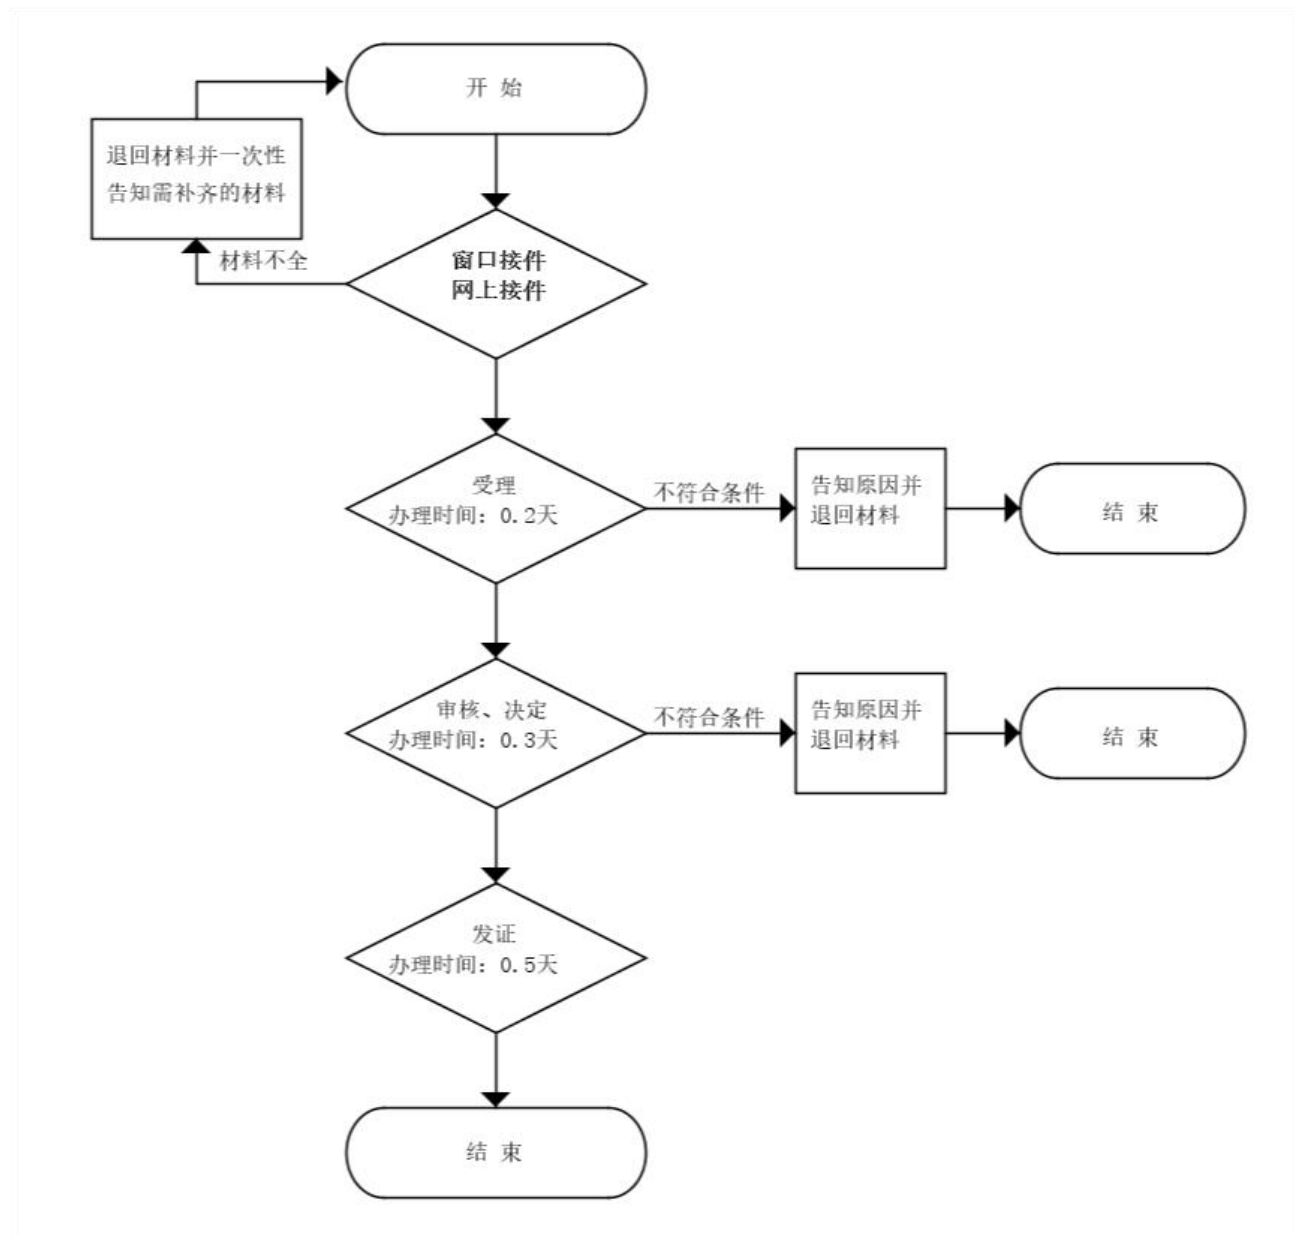 开 始
退回材料并一次性
告知需补齐的材料
材料不全
窗口接件
网上接件
受理
办理时间：0.2天
不符合条件
告知原因并
退回材料
结 束
审核、决定
办理时间：0.3天
不符合条件
告知原因并
退回材料
结 束
发证
办理时间：0.5天
结 束